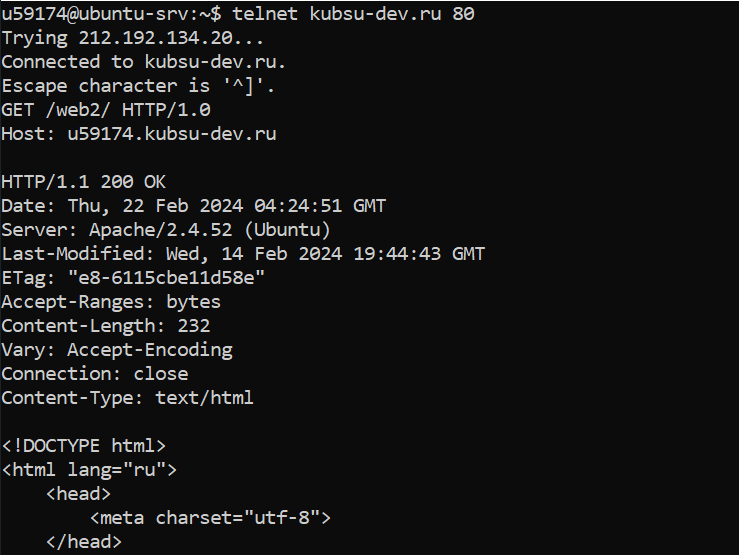 u59174@ubuntu-srv:~$ telnet kubsu-dev.ru 80
Trying 212.192.134.20...
Connected to kubsu-dev.ru.
Escape character is '^]'.
GET /web2/ HTTP/1.0
Host: u59174.kubsu-dev.ru

HTTP/1.1 200 OK
Date: Thu, 22 Feb 2024 04:24:51 GMT
Server: Apache/2.4.52 (Ubuntu)
Last-Modified: Wed, 14 Feb 2024 19:44:43 GMT
ETag: "e8-6115cbe11d58e"
Accept-Ranges: bytes
Content-Length: 232
Vary: Accept-Encoding
Connection: close
Content-Type: text/html

<!DOCTYPE html>
<html lang="ru">
    <head>
        <meta charset="utf-8">
    </head>